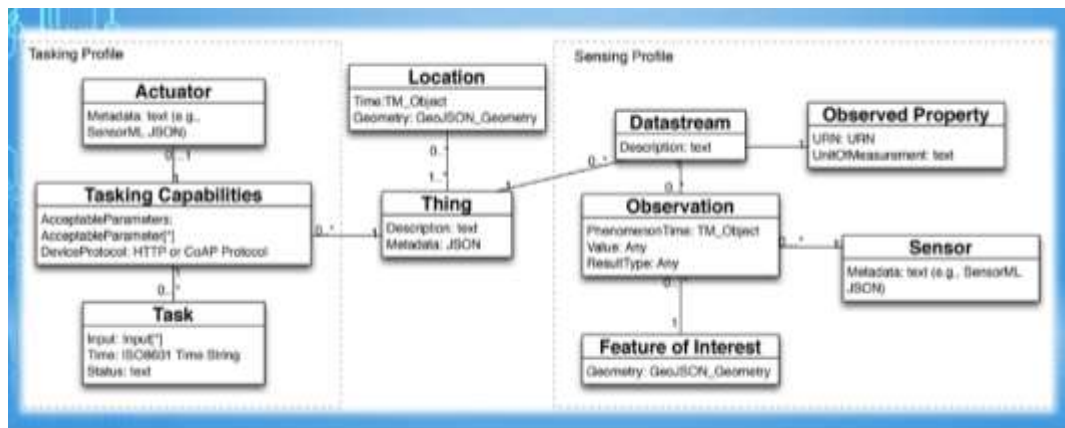 Tasking Profile
Actuator
Metadata: text (e.g.,
SensorML JSON)
0..1
1
Tasking Capabilities
AcceptableParameters:
AcceptableParameter[*]
DeviceProtocol: HTTP or CoAP Protocol
0..*
1
1
0..*
Task
Input: Input[*]
Time: ISO8601 Time String
Status: text
Location
Time:TM_Object
Geometry: GeoJSON_Geometry
0..*
1..*
Thing
Description: text
Metadata: JSON
1
0..*
Sensing Profile
Datastream
Description: text
1
1
0..*
Observed Property
URN: URN
UnitOfMeasurement: text
Observation
PhenomenonTime: TM_Object
Value: Any
ResultType: Any
0..*
1
Sensor
Metadata: text (e.g., SensorML
JSON)
0..*
1
Feature of Interest
Geometry: GeoJSON_Geometry